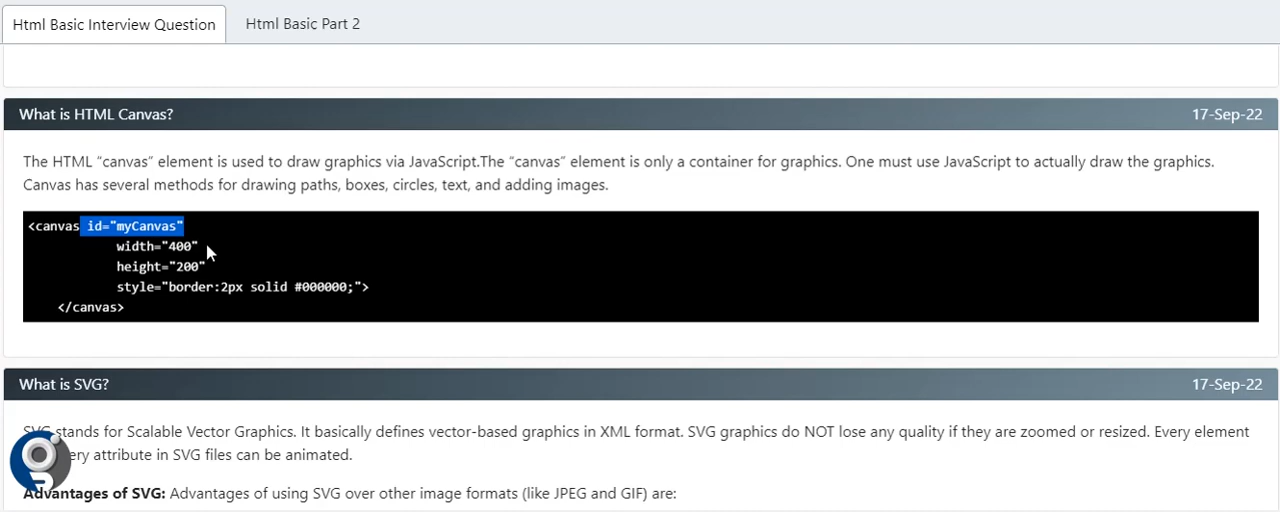 Html Basic Interview Question
Html Basic Part 2
What is HTML Canvas?
17-Sep-22
The HTML “canvas” element is used to draw graphics via JavaScript.The “canvas” element is only a container for graphics. One must use JavaScript to actually draw the graphics.
Canvas has several methods for drawing paths, boxes, circles, text, and adding images.
<canvas id="myCanvas"
width="400"
height="200"
style="border:2px solid #000000;">
</canvas>
What is SVG?
17-Sep-22
SVG stands for Scalable Vector Graphics. It basically defines vector-based graphics in XML format. SVG graphics do NOT lose any quality if they are zoomed or resized. Every element
attribute in SVG files can be animated.
Advantages of SVG: Advantages of using SVG over other image formats (like JPEG and GIF) are: